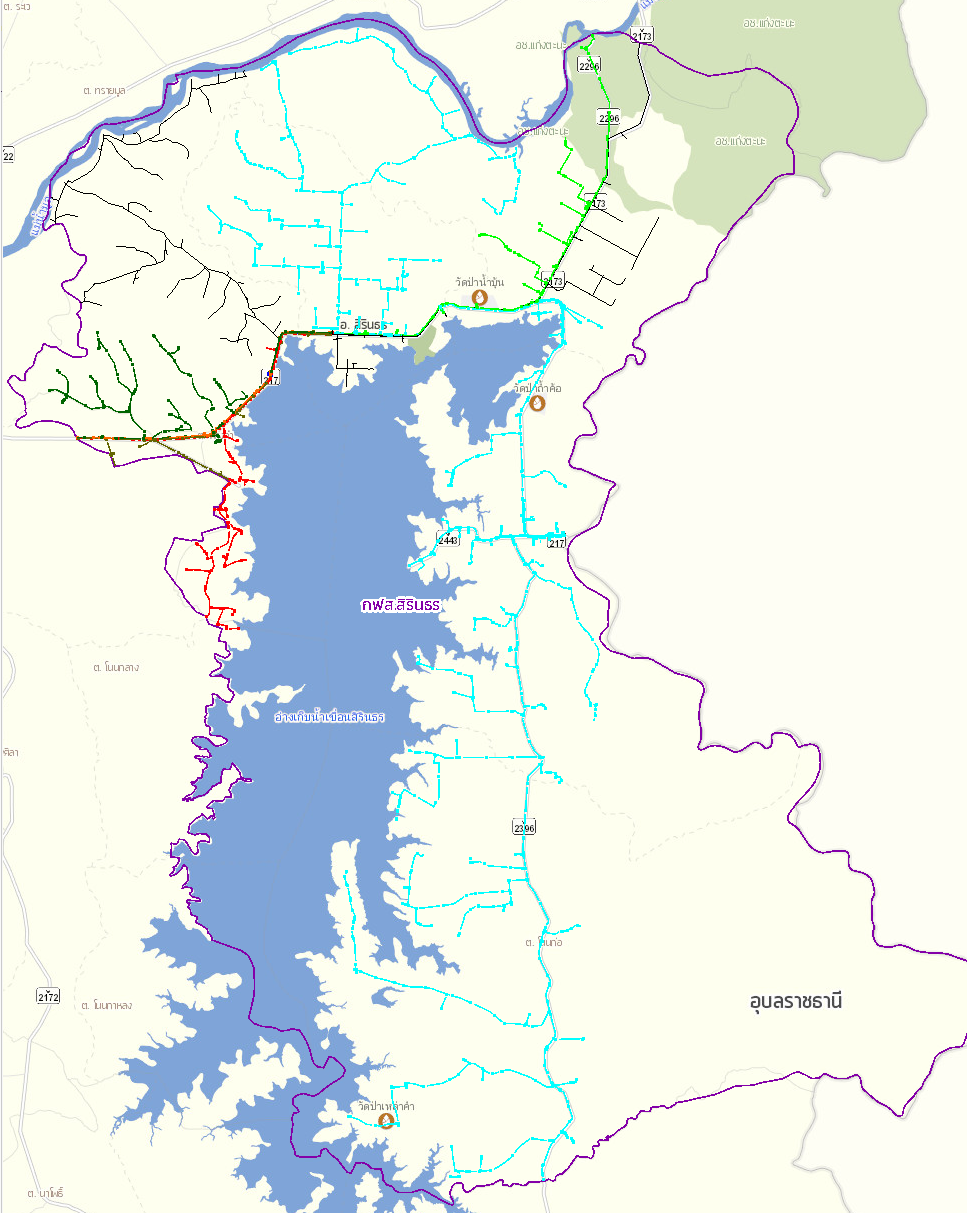 ต. ระเว
อช.แก่งตะนะ
2173
อช.แก่งตะนะ
2296
ต. ทรายมูล
2296
อช.แก่งตะนะ
อช.แก่งตะนะ
22
2173
แม่น้ำมูล
2173
วัดป่าน้ำบุ้น
อ. สิรินธร
217
วัดป่าถ้ำค้อ
2443
217
กฟส.สิรินธร
ต. โนนกลาง
อ่างเก็บน้ำเขื่อนสิรินธร
2396
ต. โนนก่อ
2172
ต. โนนกาหลง
อุบลราชธานี
วัดป่าเหล่าคำ
ต. นาโพธิ์